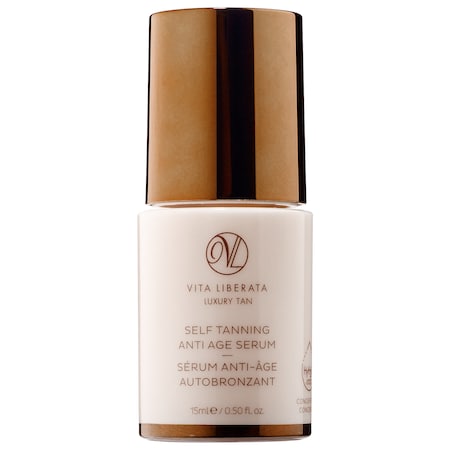 VL
VITA LIBERATA
LUXURY TAN
SELF TANNING
ANTI AGE SERUM
SÉRUM ANTI-ÂGE
AUTOBRONZANT
15ml e / 0.50 fl. oz.